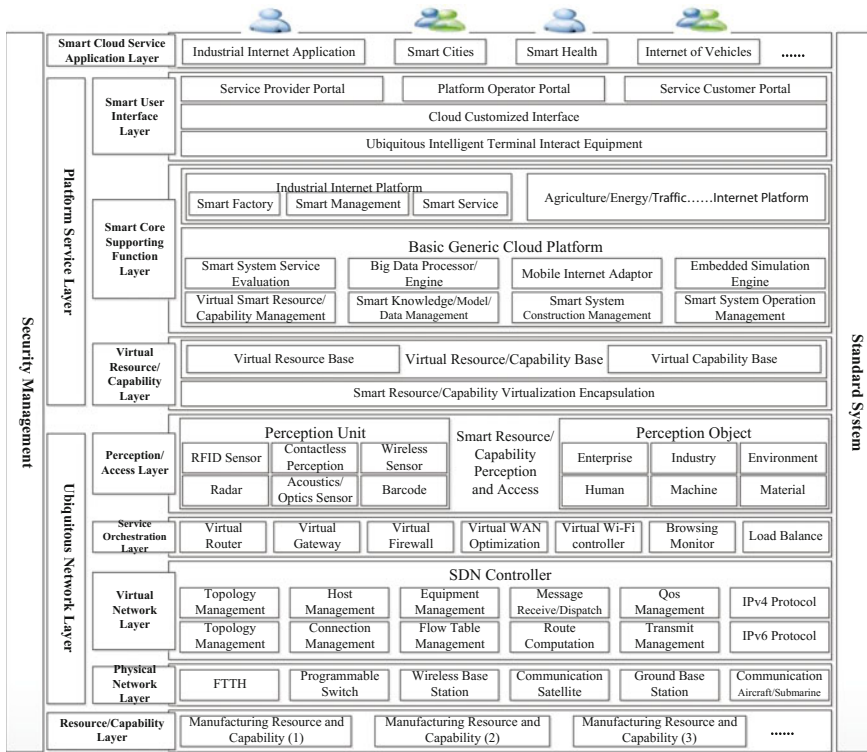 Smart Cloud Service
Application Layer
Industrial Internet Application
Smart Cities
Smart Health
Internet of Vehicles
......
Security Management
Standard System
Platform Service Layer
Smart User
Interface
Layer
Service Provider Portal
Platform Operator Portal
Service Customer Portal
Cloud Customized Interface
Ubiquitous Intelligent Terminal Interact Equipment
Smart Core
Supporting
Function
Layer
Industrial Internet Platform
Smart Factory
Smart Management
Smart Service
Agriculture/Energy/Traffic……Internet Platform
Basic Generic Cloud Platform
Smart System Service
Evaluation
Big Data Processor/
Engine
Mobile Internet Adaptor
Embedded Simulation
Engine
Virtual Smart Resource/
Capability Management
Smart Knowledge/Model/
Data Management
Smart System
Construction Management
Smart System Operation
Management
Virtual
Resource/
Capability
Layer
Virtual Resource Base
Virtual Resource/Capability Base
Virtual Capability Base
Smart Resource/Capability Virtualization Encapsulation
Ubiquitous Network Layer
Perception/
Access Layer
Perception Unit
RFID Sensor
Contactless
Perception
Wireless
Sensor
Radar
Acoustics/
Optics Sensor
Barcode
Smart Resource/
Capability
Perception
and Access
Perception Object
Enterprise
Industry
Environment
Human
Machine
Material
Service
Orchestration
Layer
Virtual
Router
Virtual
Gateway
Virtual
Firewall
Virtual WAN
Optimization
Virtual Wi-Fi
controller
Browsing
Monitor
Load Balance
Virtual
Network
Layer
SDN Controller
Topology
Management
Host
Management
Equipment
Management
Message
Receive/Dispatch
Qos
Management
IPv4 Protocol
Topology
Management
Connection
Management
Flow Table
Management
Route
Computation
Transmit
Management
IPv6 Protocol
Physical
Network
Layer
FTTH
Programmable
Switch
Wireless Base
Station
Communication
Satellite
Ground Base
Station
Communication
Aircraft/Submarine
Resource/Capability
Layer
Manufacturing Resource and
Capability (1)
Manufacturing Resource and
Capability (2)
Manufacturing Resource and
Capability (3)
......